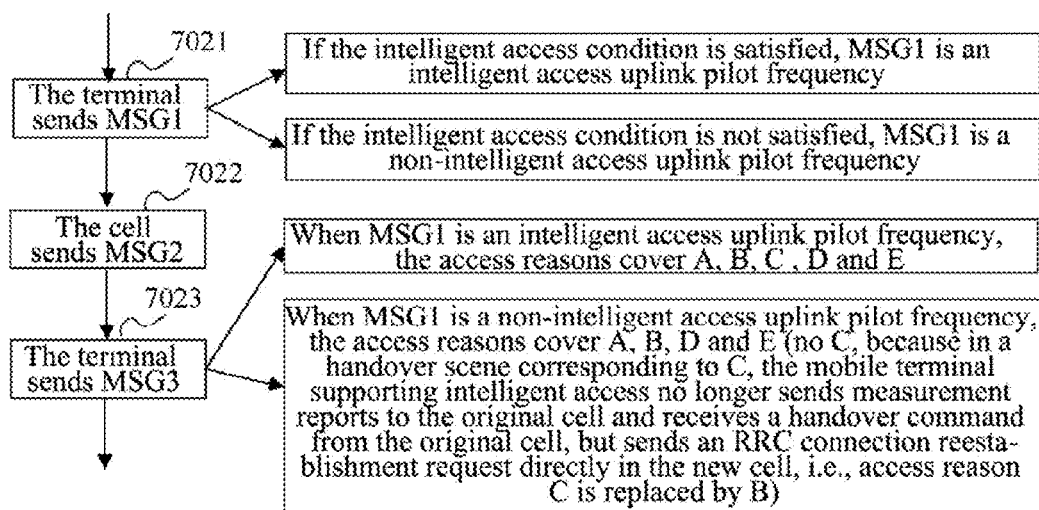 7021
The terminal
sends MSG1
If the intelligent access condition is satisfied, MSG1 is an
intelligent access uplink pilot frequency
If the intelligent access condition is not satisfied, MSG1 is a
non-intelligent access uplink pilot frequency
7022
The cell
sends MSG2
7023
The terminal
sends MSG3
When MSG1 is an intelligent access uplink pilot frequency,
the access reasons cover A, B, C , D and E
When MSG1 is a non-intelligent access uplink pilot frequency,
the access reasons cover A, B, D and E (no C, because in a
handover scene corresponding to C, the mobile terminal
supporting intelligent access no longer sends measurement
reports to the original cell and receives a handover command
from the original cell, but sends an RRC connection reesta-
blishment request directly in the new cell, i.e., access reason
C is replaced by B)